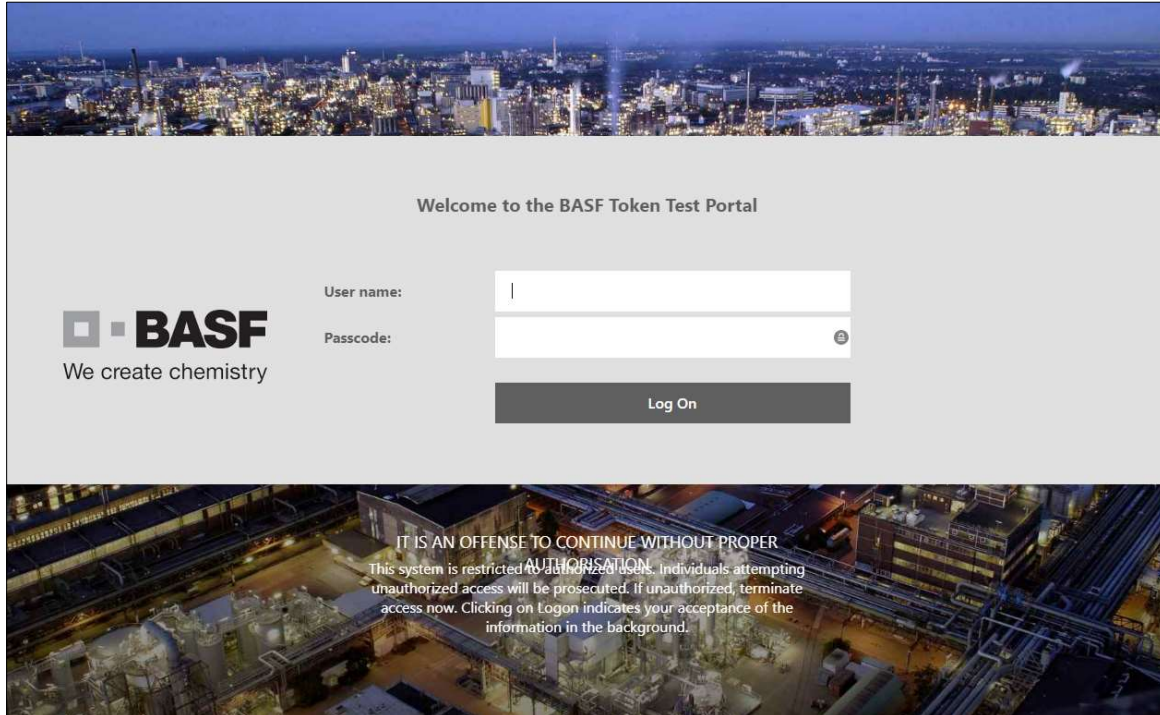 Welcome to the BASF Token Test Portal
User name:
Passcode:
BASF
We create chemistry
Log On
IT IS AN OFFENSE TO CONTINUE WITHOUT PROPER
AUTHORISATION
This system is restricted to authorized users. Individuals attempting
unauthorized access will be prosecuted. If unauthorized, terminate
access now. Clicking on Logon indicates your acceptance of the
information in the background.